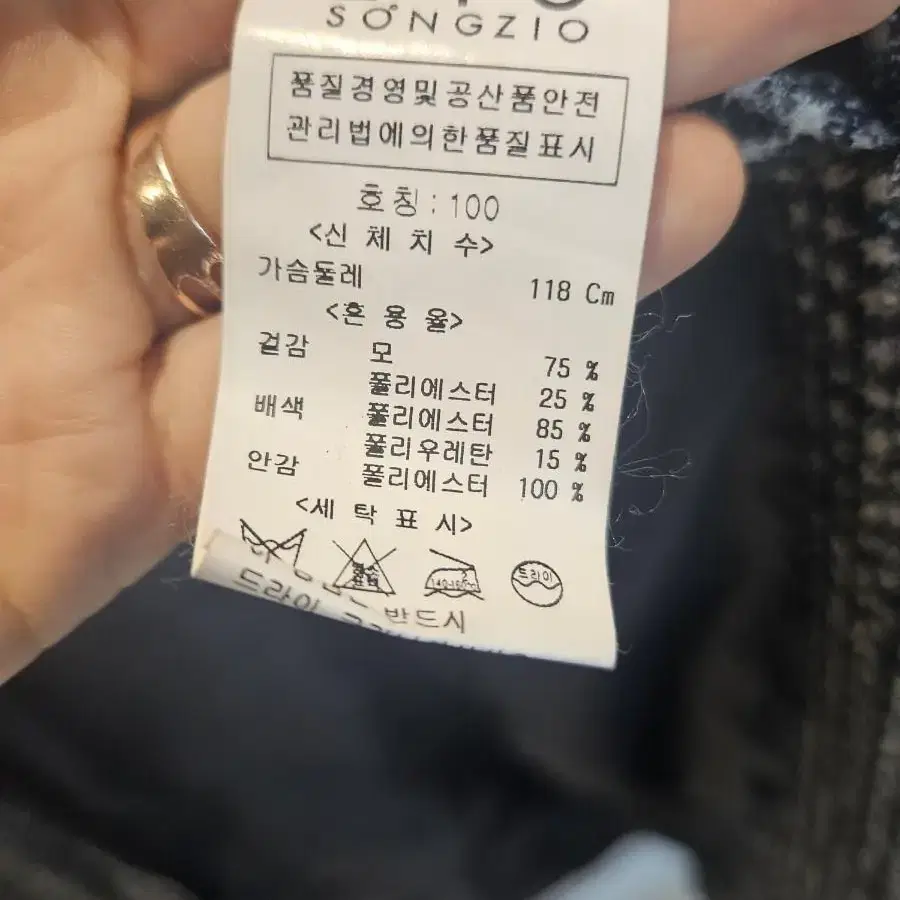 SONGZIO
품질경영및공산품안전
관리법에의한품질표시
호칭 : 100
<신 체 치 수>
가슴둘레 118 Cm
<혼 용 율>
겉감 모 75 %
폴리에스터 25 %
배색 폴리에스터 85 %
폴리우레탄 15 %
안감 폴리에스터 100 %
<세 탁 표 시>
드라이
반드시
드라이